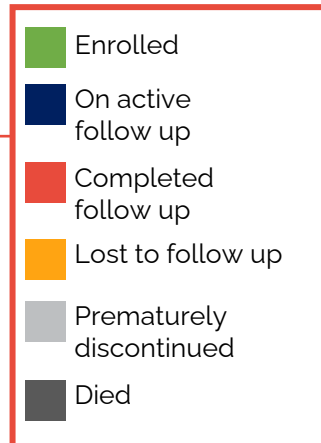 Enrolled
On active
follow up
Completed
follow up
Lost to follow up
Prematurely
discontinued
Died